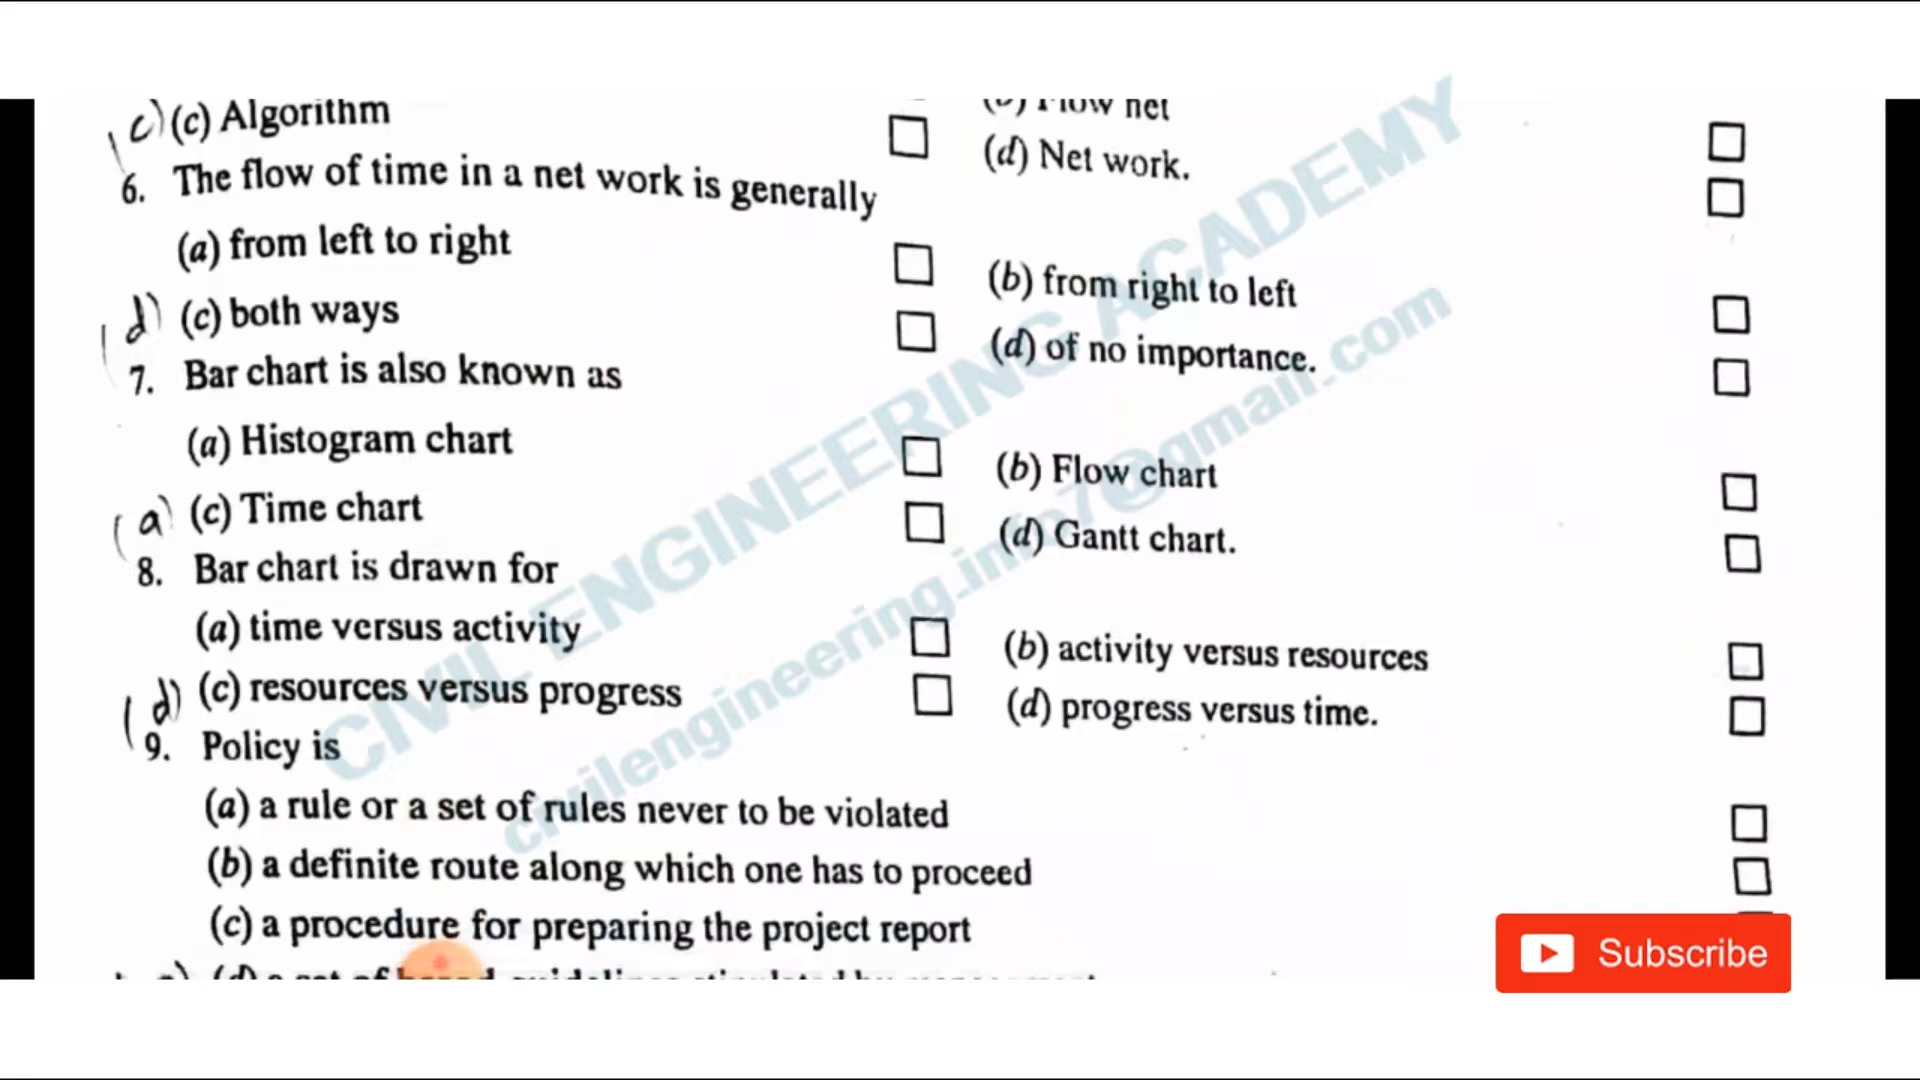 c) (c) Algorithm
(b) Flow net
(d) Net work.
6. The flow of time in a net work is generally
(a) from left to right
(b) from right to left
d) (c) both ways
(d) of no importance.
7. Bar chart is also known as
(a) Histogram chart
(b) Flow chart
(a) (c) Time chart
(d) Gantt chart.
8. Bar chart is drawn for
(a) time versus activity
(b) activity versus resources
(d) (c) resources versus progress
(d) progress versus time.
9. Policy is
(a) a rule or a set of rules never to be violated
(b) a definite route along which one has to proceed
(c) a procedure for preparing the project report
CIVIL ENGINEERING ACADEMY
civilengineering.info7@gmail.com
Subscribe